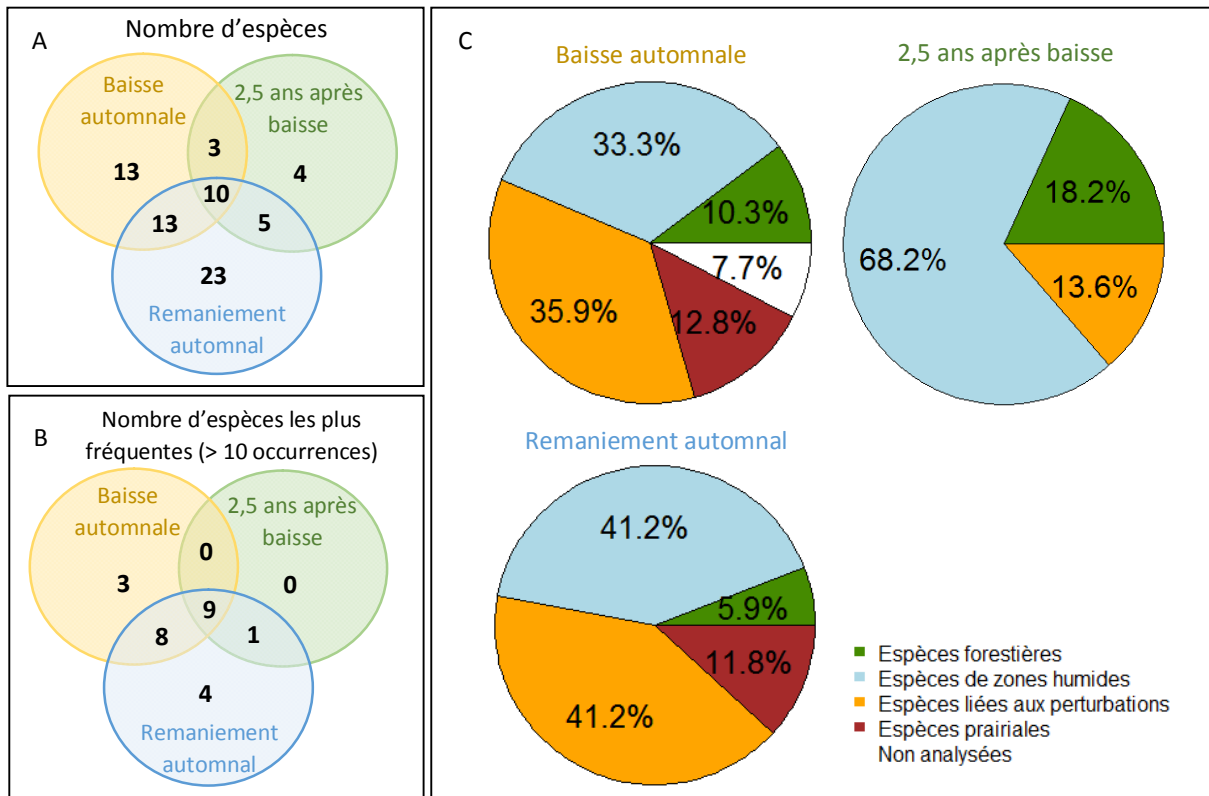 A
Nombre d'espèces
Baisse
automnale
2,5 ans après
baisse
3
13
4
10
13
5
23
Remaniement
automnal
B
Nombre d'espèces les plus
fréquentes (> 10 occurrences)
Baisse
automnale
2,5 ans après
baisse
0
3
0
9
8
1
4
Remaniement
automnal
C
Baisse automnale
33.3%
10.3%
7.7%
35.9%
12.8%
2,5 ans après baisse
18.2%
68.2%
13.6%
Remaniement automnal
41.2%
5.9%
11.8%
41.2%
Espèces forestières
Espèces de zones humides
Espèces liées aux perturbations
Espèces prairiales
Non analysées